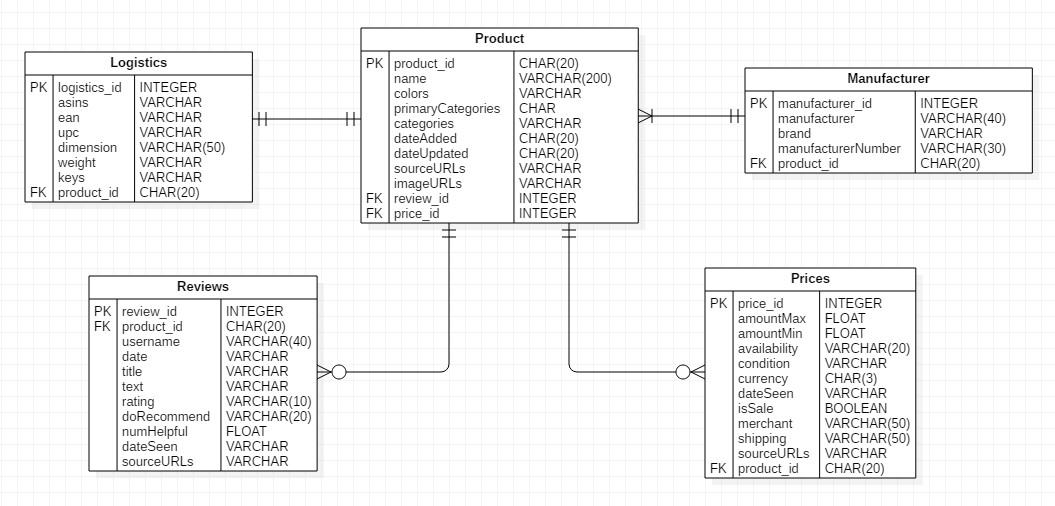 Logistics
PK logistics_id INTEGER
asins VARCHAR
ean VARCHAR
upc VARCHAR
dimension VARCHAR(50)
weight VARCHAR
keys VARCHAR
FK product_id CHAR(20)
Product
PK product_id CHAR(20)
name VARCHAR(200)
colors VARCHAR
primaryCategories CHAR
categories VARCHAR
dateAdded CHAR(20)
dateUpdated CHAR(20)
sourceURLs VARCHAR
imageURLs VARCHAR
FK review_id INTEGER
FK price_id INTEGER
Manufacturer
PK manufacturer_id INTEGER
manufacturer VARCHAR(40)
brand VARCHAR
manufacturerNumber VARCHAR(30)
FK product_id CHAR(20)
Reviews
PK review_id INTEGER
FK product_id CHAR(20)
username VARCHAR(40)
date VARCHAR
title VARCHAR
text VARCHAR
rating VARCHAR(10)
doRecommend VARCHAR(20)
numHelpful FLOAT
dateSeen VARCHAR
sourceURLs VARCHAR
Prices
PK price_id INTEGER
amountMax FLOAT
amountMin FLOAT
availability VARCHAR(20)
condition VARCHAR
currency CHAR(3)
dateSeen VARCHAR
isSale BOOLEAN
merchant VARCHAR(50)
shipping VARCHAR(50)
sourceURLs VARCHAR
FK product_id CHAR(20)